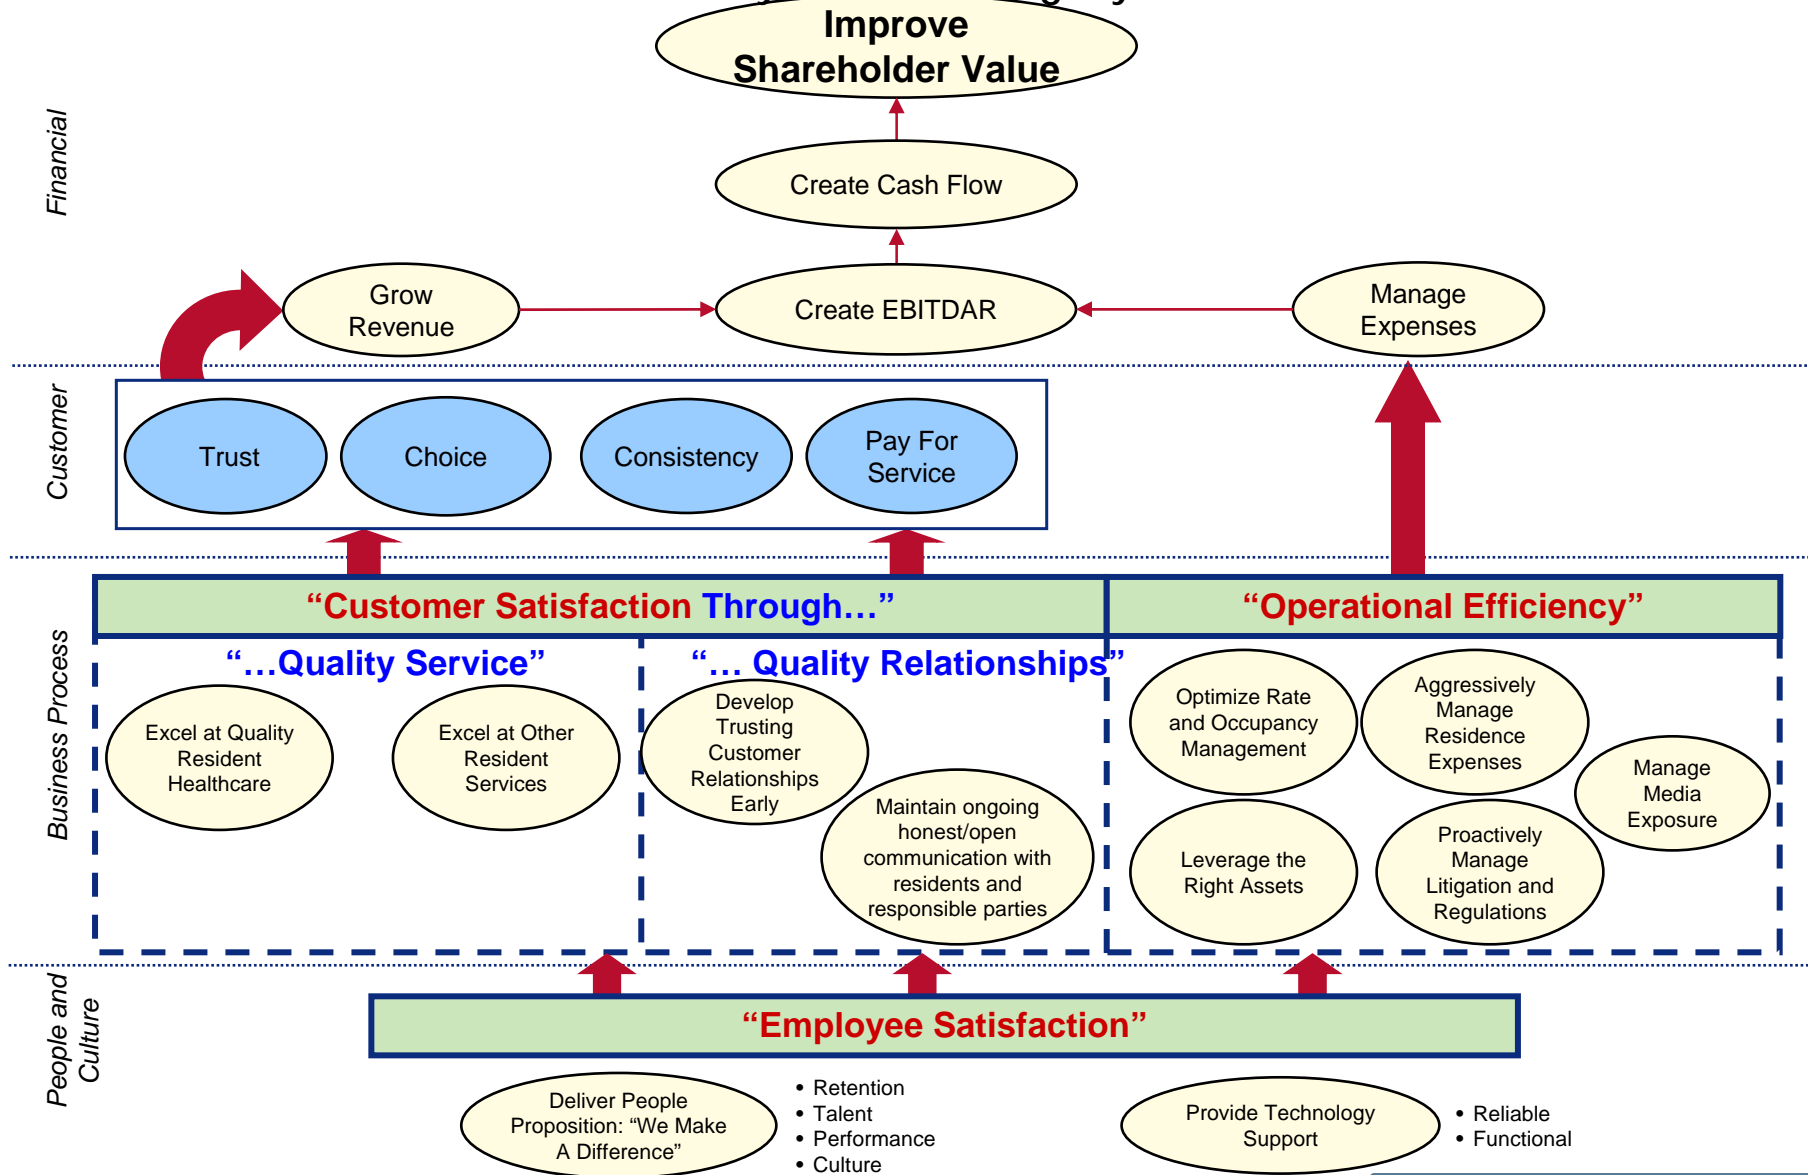 Improve
Shareholder Value
Financial
Create Cash Flow
Grow
Revenue
Create EBITDAR
Manage
Expenses
Customer
Trust
Choice
Consistency
Pay For
Service
“Customer Satisfaction Through…”
“Operational Efficiency”
Business Process
“…Quality Service”
“… Quality Relationships”
Excel at Quality
Resident
Healthcare
Excel at Other
Resident
Services
Develop
Trusting
Customer
Relationships
Early
Maintain ongoing
honest/open
communication with
residents and
responsible parties
Optimize Rate
and Occupancy
Management
Aggressively
Manage
Residence
Expenses
Manage
Media
Exposure
Leverage the
Right Assets
Proactively
Manage
Litigation and
Regulations
People and
Culture
“Employee Satisfaction”
Deliver People
Proposition: “We Make
A Difference”
• Retention
• Talent
• Performance
• Culture
Provide Technology
Support
• Reliable
• Functional